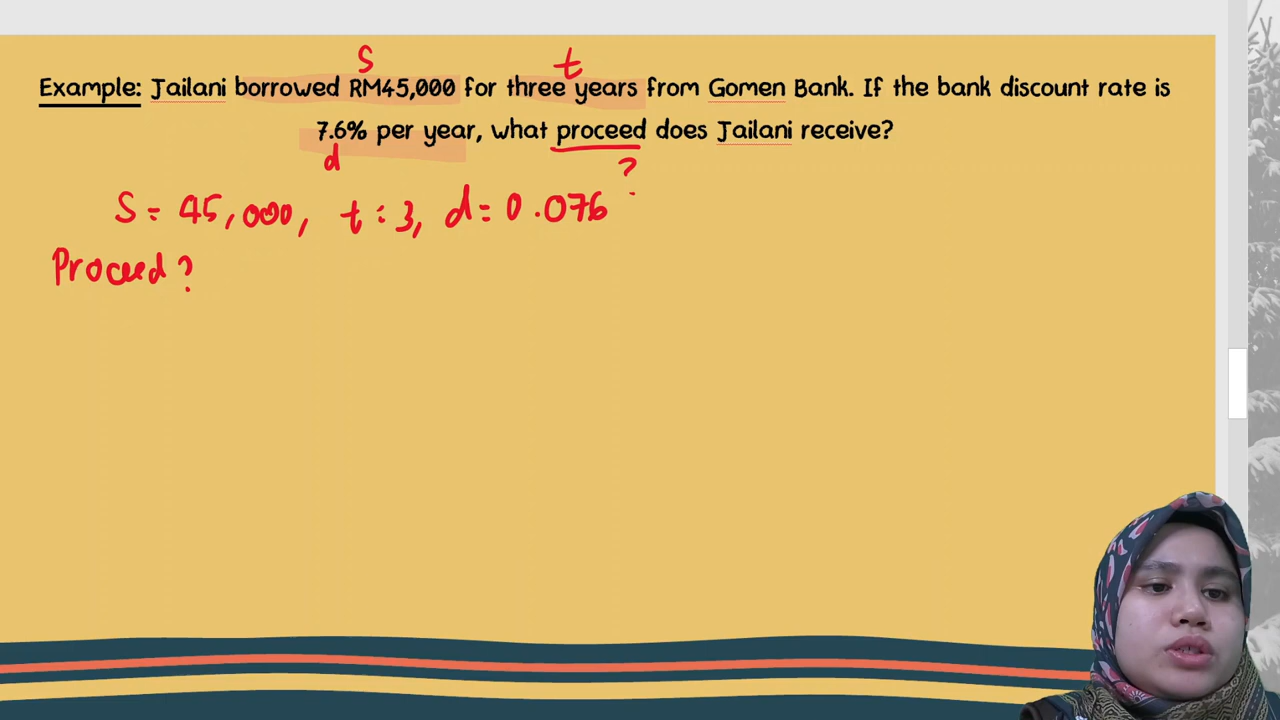 S t
Example: Jailani borrowed RM45,000 for three years from Gomen Bank. If the bank discount rate is
7.6% per year, what proceed does Jailani receive?
d ?
S = 45,000, t = 3, d = 0.076
Proceed?